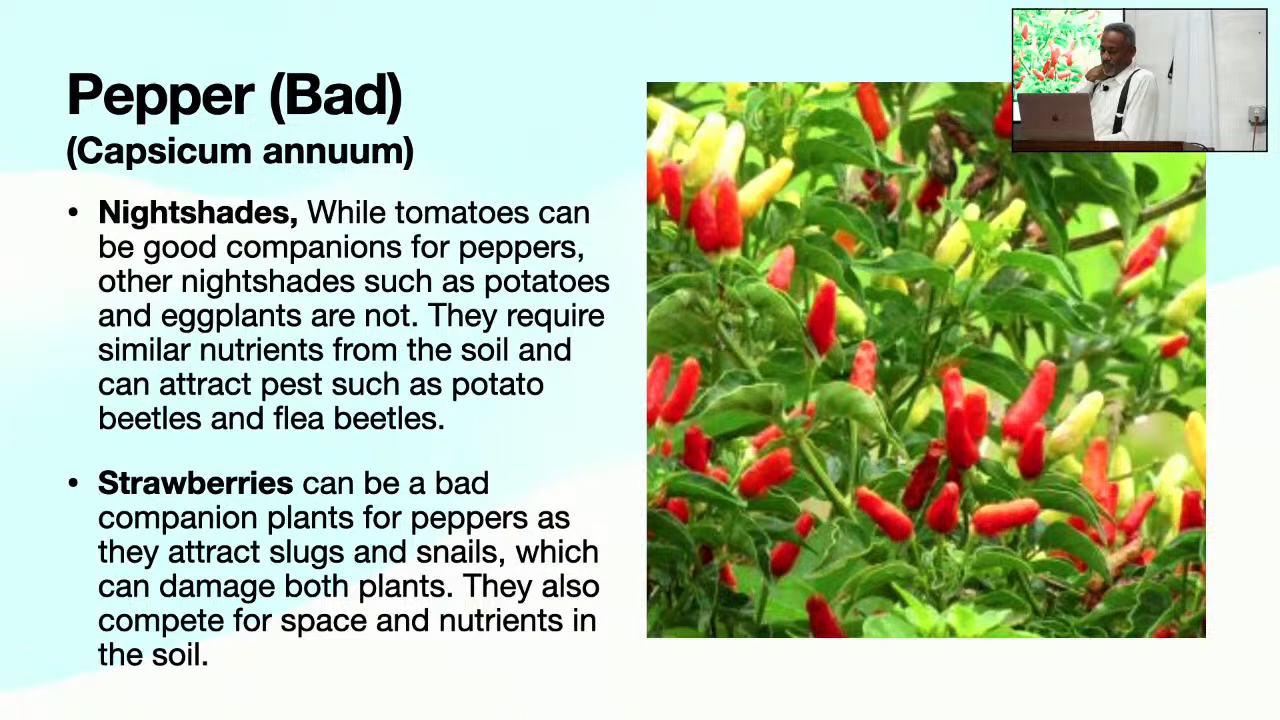 Pepper (Bad)
(Capsicum annuum)
• Nightshades, While tomatoes can
be good companions for peppers,
other nightshades such as potatoes
and eggplants are not. They require
similar nutrients from the soil and
can attract pest such as potato
beetles and flea beetles.
• Strawberries can be a bad
companion plants for peppers as
they attract slugs and snails, which
can damage both plants. They also
compete for space and nutrients in
the soil.